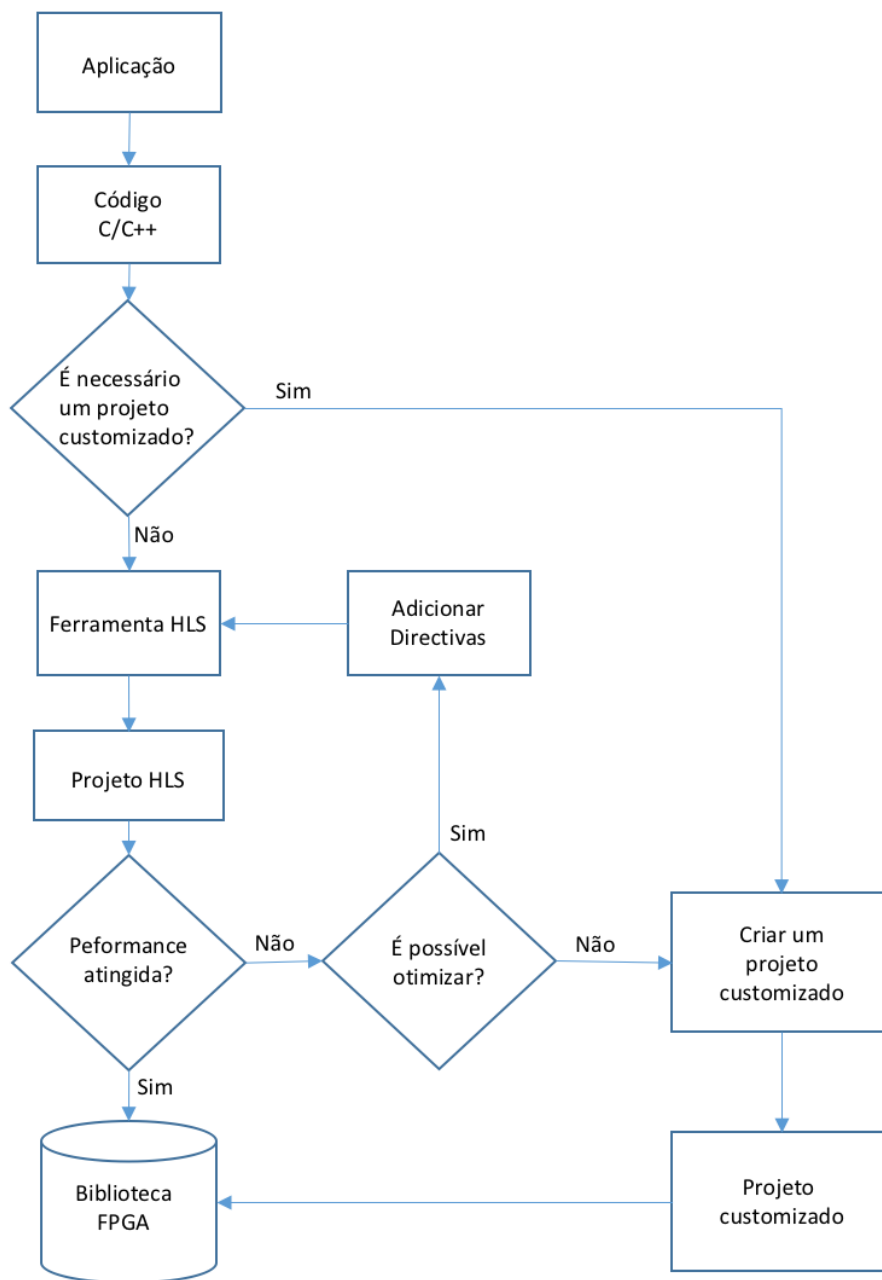 Aplicação
Código
C/C++
É necessário
um projeto
customizado?
Sim
Não
Ferramenta HLS
Adicionar
Directivas
Projeto HLS
Sim
Peformance
atingida?
Não
É possível
otimizar?
Não
Criar um
projeto
customizado
Sim
Biblioteca
FPGA
Projeto
customizado